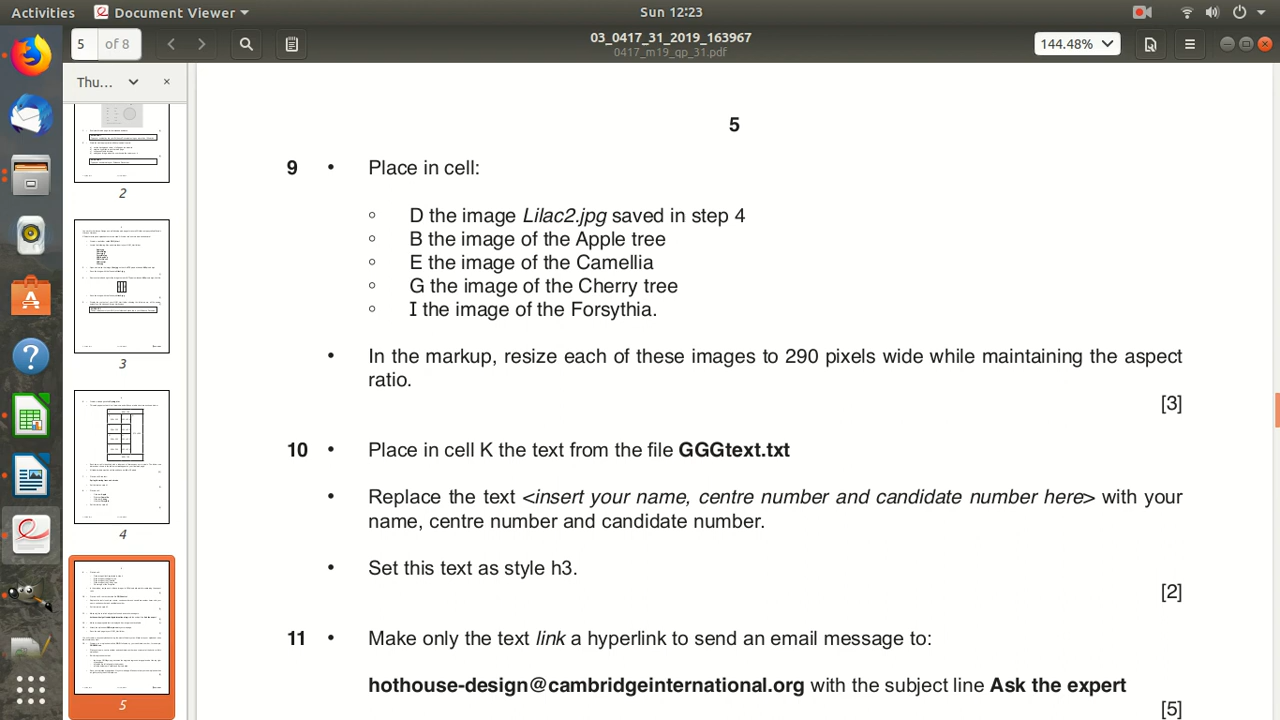 Activities
Document Viewer
Sun 12:23
5
of 8
03_0417_31_2019_163967
0417_m19_qp_31.pdf
144.48%
Thu...
2
3
4
5
5
9 • Place in cell:
○ D the image Lilac2.jpg saved in step 4
○ B the image of the Apple tree
○ E the image of the Camellia
○ G the image of the Cherry tree
○ I the image of the Forsythia.
• In the markup, resize each of these images to 290 pixels wide while maintaining the aspect
ratio.
[3]
10 • Place in cell K the text from the file GGGtext.txt
• Replace the text <insert your name, centre number and candidate number here> with your
name, centre number and candidate number.
• Set this text as style h3.
[2]
11 • Make only the text link a hyperlink to send an email message to:
hothouse-design@cambridgeinternational.org with the subject line Ask the expert
[5]